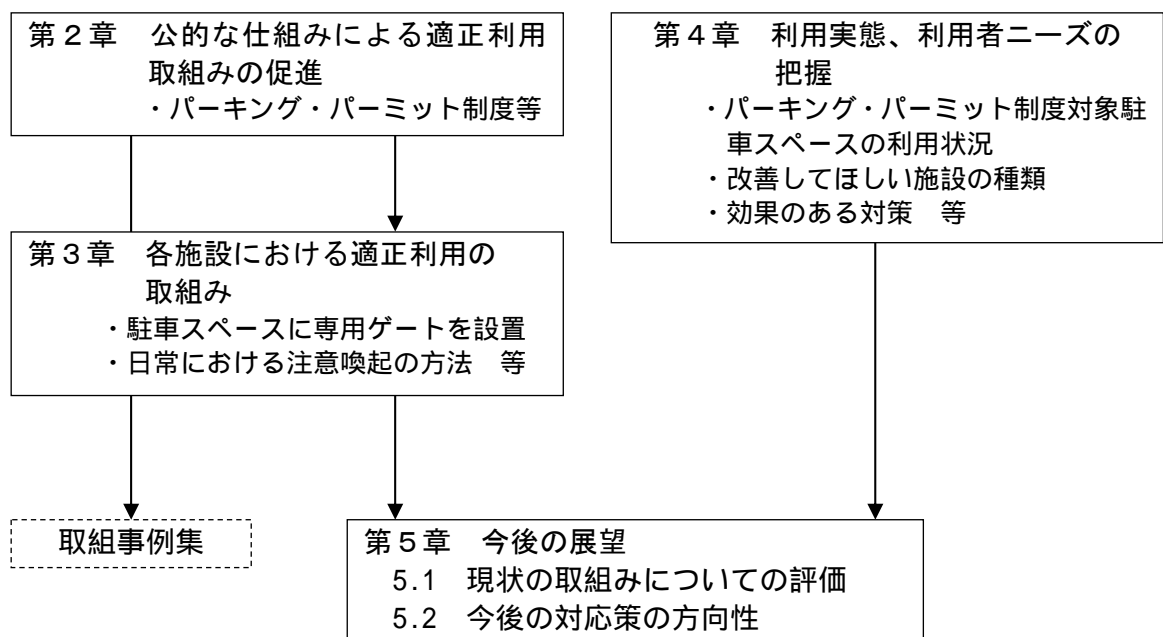 第２章　公的な仕組みによる適正利用
取組みの促進
・パーキング・パーミット制度等
第３章　各施設における適正利用の
取組み
・駐車スペースに専用ゲートを設置
・日常における注意喚起の方法　等
第４章　利用実態、利用者ニーズの
把握
・パーキング・パーミット制度対象駐
車スペースの利用状況
・改善してほしい施設の種類
・効果のある対策　等
取組事例集
第５章　今後の展望
5.1　現状の取組みについての評価
5.2　今後の対応策の方向性